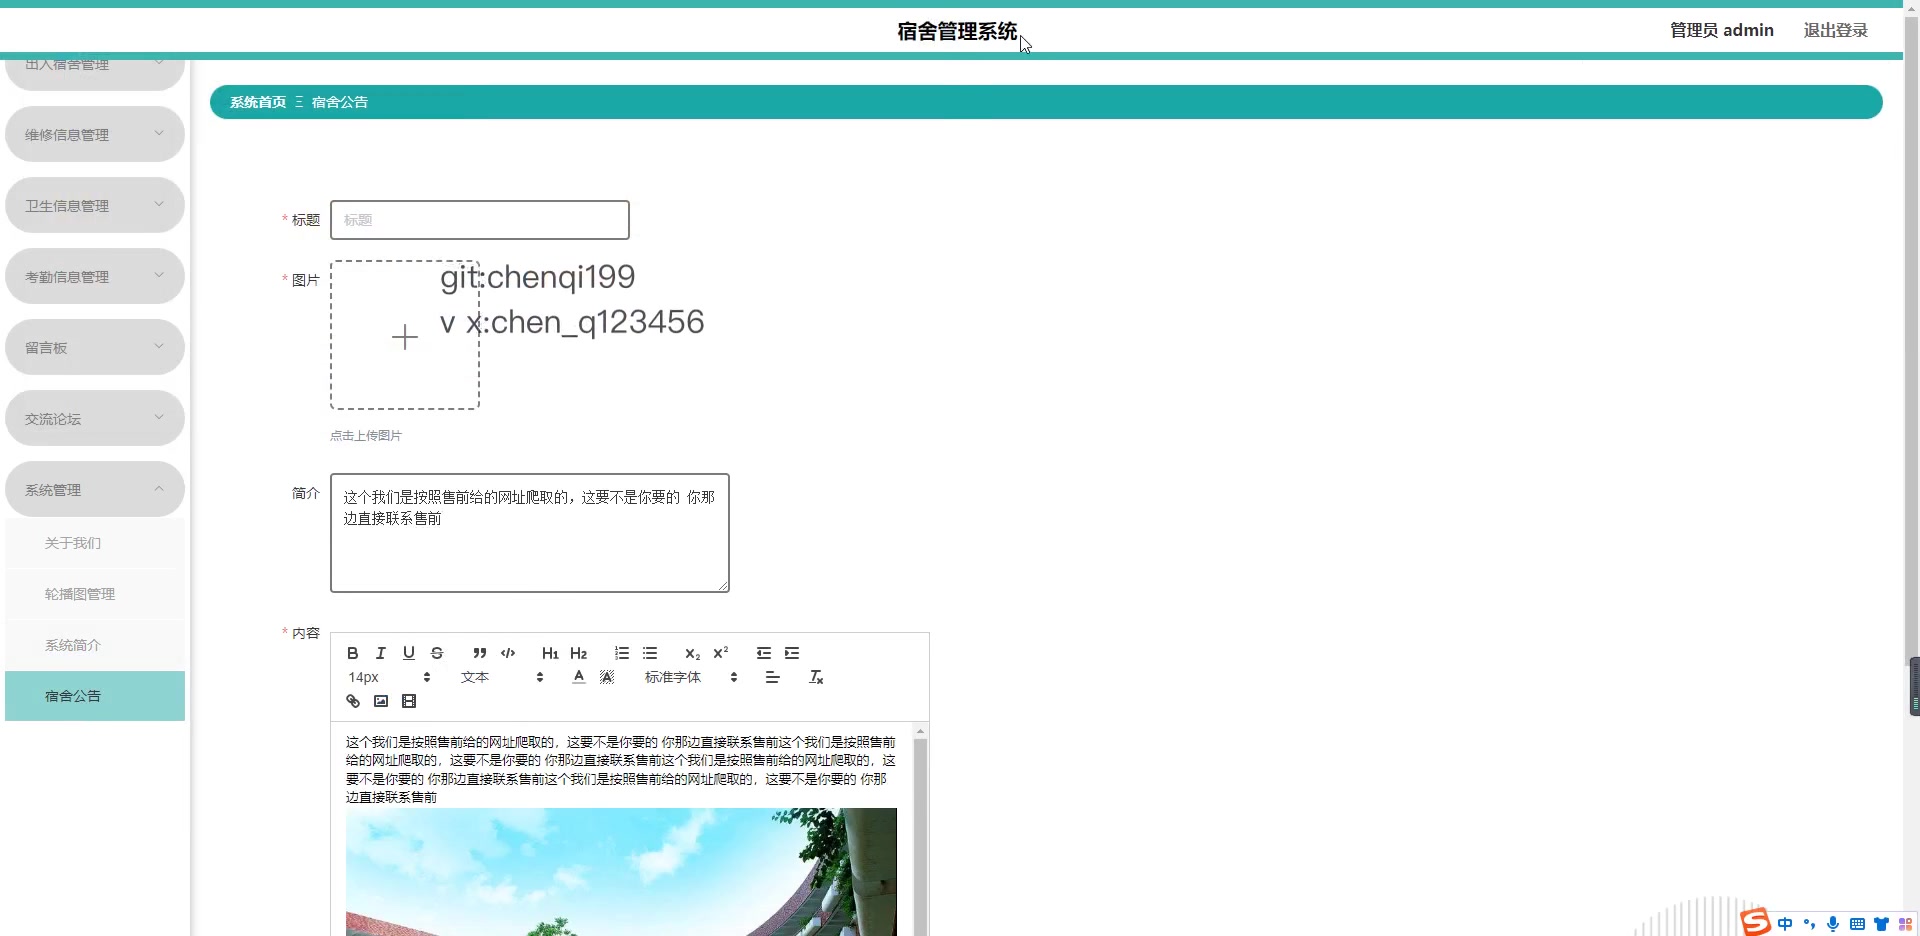 宿舍管理系统
管理员 admin
退出登录
出入宿舍管理
维修信息管理
卫生信息管理
考勤信息管理
留言板
交流论坛
系统管理
关于我们
轮播图管理
系统简介
宿舍公告
系统首页 Ξ 宿舍公告
* 标题
标题
* 图片
git:chenqi199
v x:chen_q123456
点击上传图片
简介
这个我们是按照售前给的网址爬取的，这要不是你要的 你那
边直接联系售前
* 内容
B I U S ” </> H1 H2 X₂ X²
14px
文本
A A
标准字体
Tx
这个我们是按照售前给的网址爬取的，这要不是你要的 你那边直接联系售前这个我们是按照售前
给的网址爬取的，这要不是你要的 你那边直接联系售前这个我们是按照售前给的网址爬取的，这
要不是你要的 你那边直接联系售前这个我们是按照售前给的网址爬取的，这要不是你要的 你那
边直接联系售前
S 中